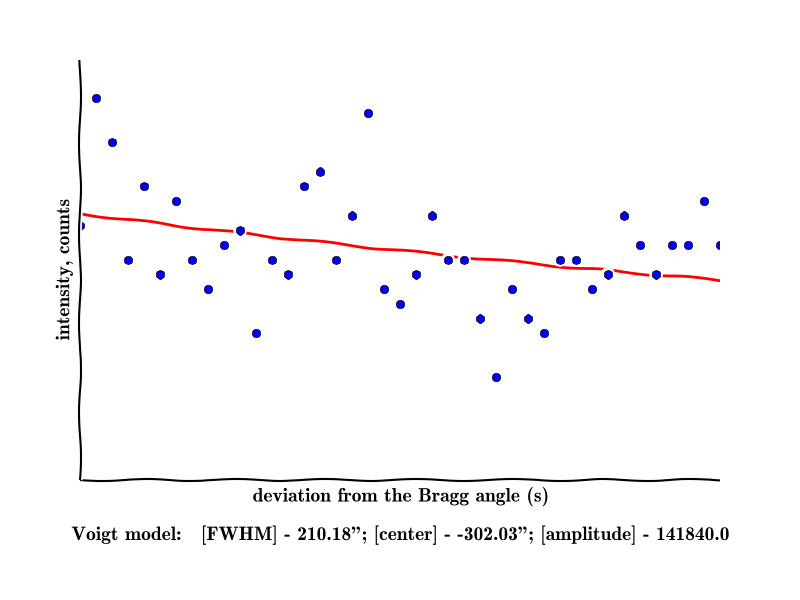 intensity, counts
deviation from the Bragg angle (s)
Voigt model: [FWHM] - 210.18”; [center] - -302.03”; [amplitude] - 141840.0